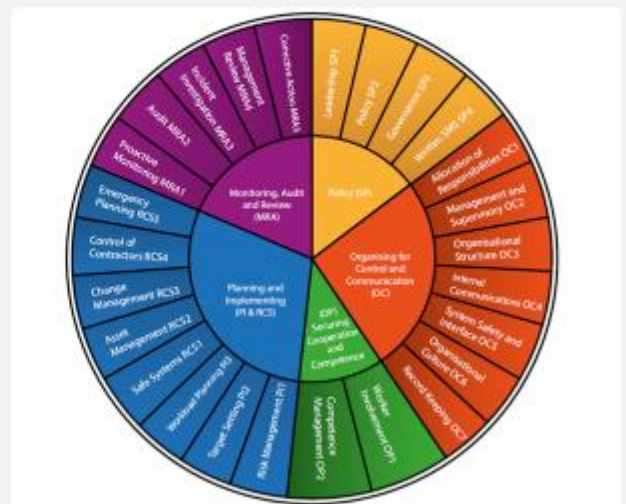 Leadership SP1
Policy SP2
Governance SP3
Written SMS SP4
Allocation of
Responsibilities OC1
Management and
Supervisory OC2
Organisational
Structure OC3
Internal
Communications OC4
System Safety and
Interface OC5
Organisational
Culture OC6
Record Keeping OC7
Worker
Involvement OP1
Competence
Management OP2
Risk Management PI1
Target Setting PI2
Workload Planning PI3
Safe Systems RCS1
Asset
Management RCS2
Change
Management RCS3
Control of
Contractors RCS4
Emergency
Planning RCS5
Proactive
Monitoring MRA1
Audit MRA2
Incident
Investigation MRA3
Management
Review MRA4
Corrective Action MRA5
Policy (SP)
Organising for
Control and
Communication
(OC)
(OP)
Securing
Cooperation
and
Competence
Planning and
Implementing
(PI & RCS)
Monitoring, Audit
and Review
(MRA)